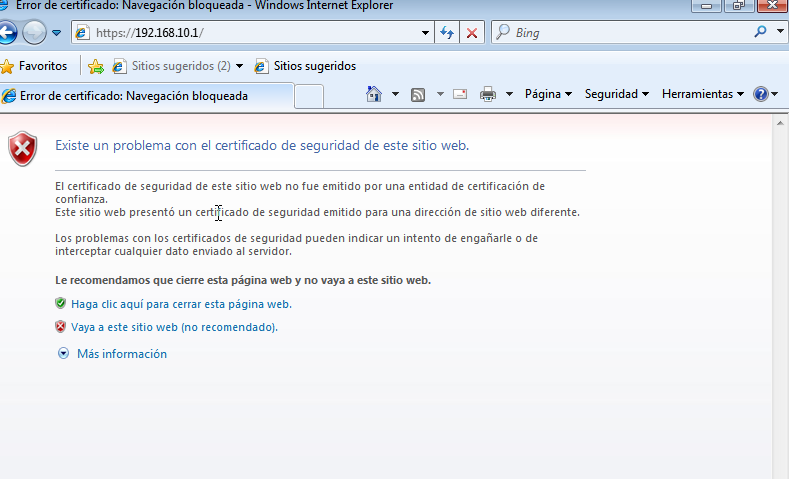 Error de certificado: Navegación bloqueada - Windows Internet Explorer
https://192.168.10.1/
Bing
Favoritos
Sitios sugeridos (2)
Sitios sugeridos
Error de certificado: Navegación bloqueada
Página
Seguridad
Herramientas
Existe un problema con el certificado de seguridad de este sitio web.
El certificado de seguridad de este sitio web no fue emitido por una entidad de certificación de
confianza.
Este sitio web presentó un certificado de seguridad emitido para una dirección de sitio web diferente.
Los problemas con los certificados de seguridad pueden indicar un intento de engañarle o de
interceptar cualquier dato enviado al servidor.
Le recomendamos que cierre esta página web y no vaya a este sitio web.
Haga clic aquí para cerrar esta página web.
Vaya a este sitio web (no recomendado).
Más información